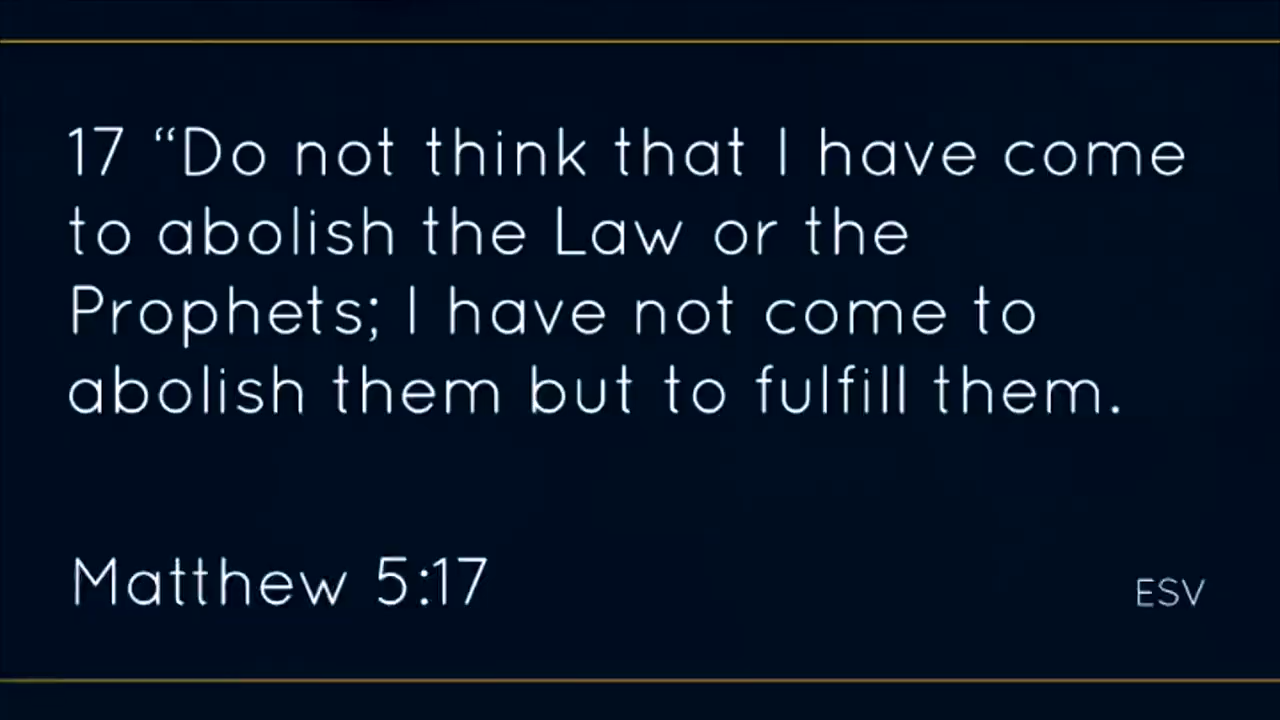 17 “Do not think that I have come
to abolish the Law or the
Prophets; I have not come to
abolish them but to fulfill them.
Matthew 5:17
ESV